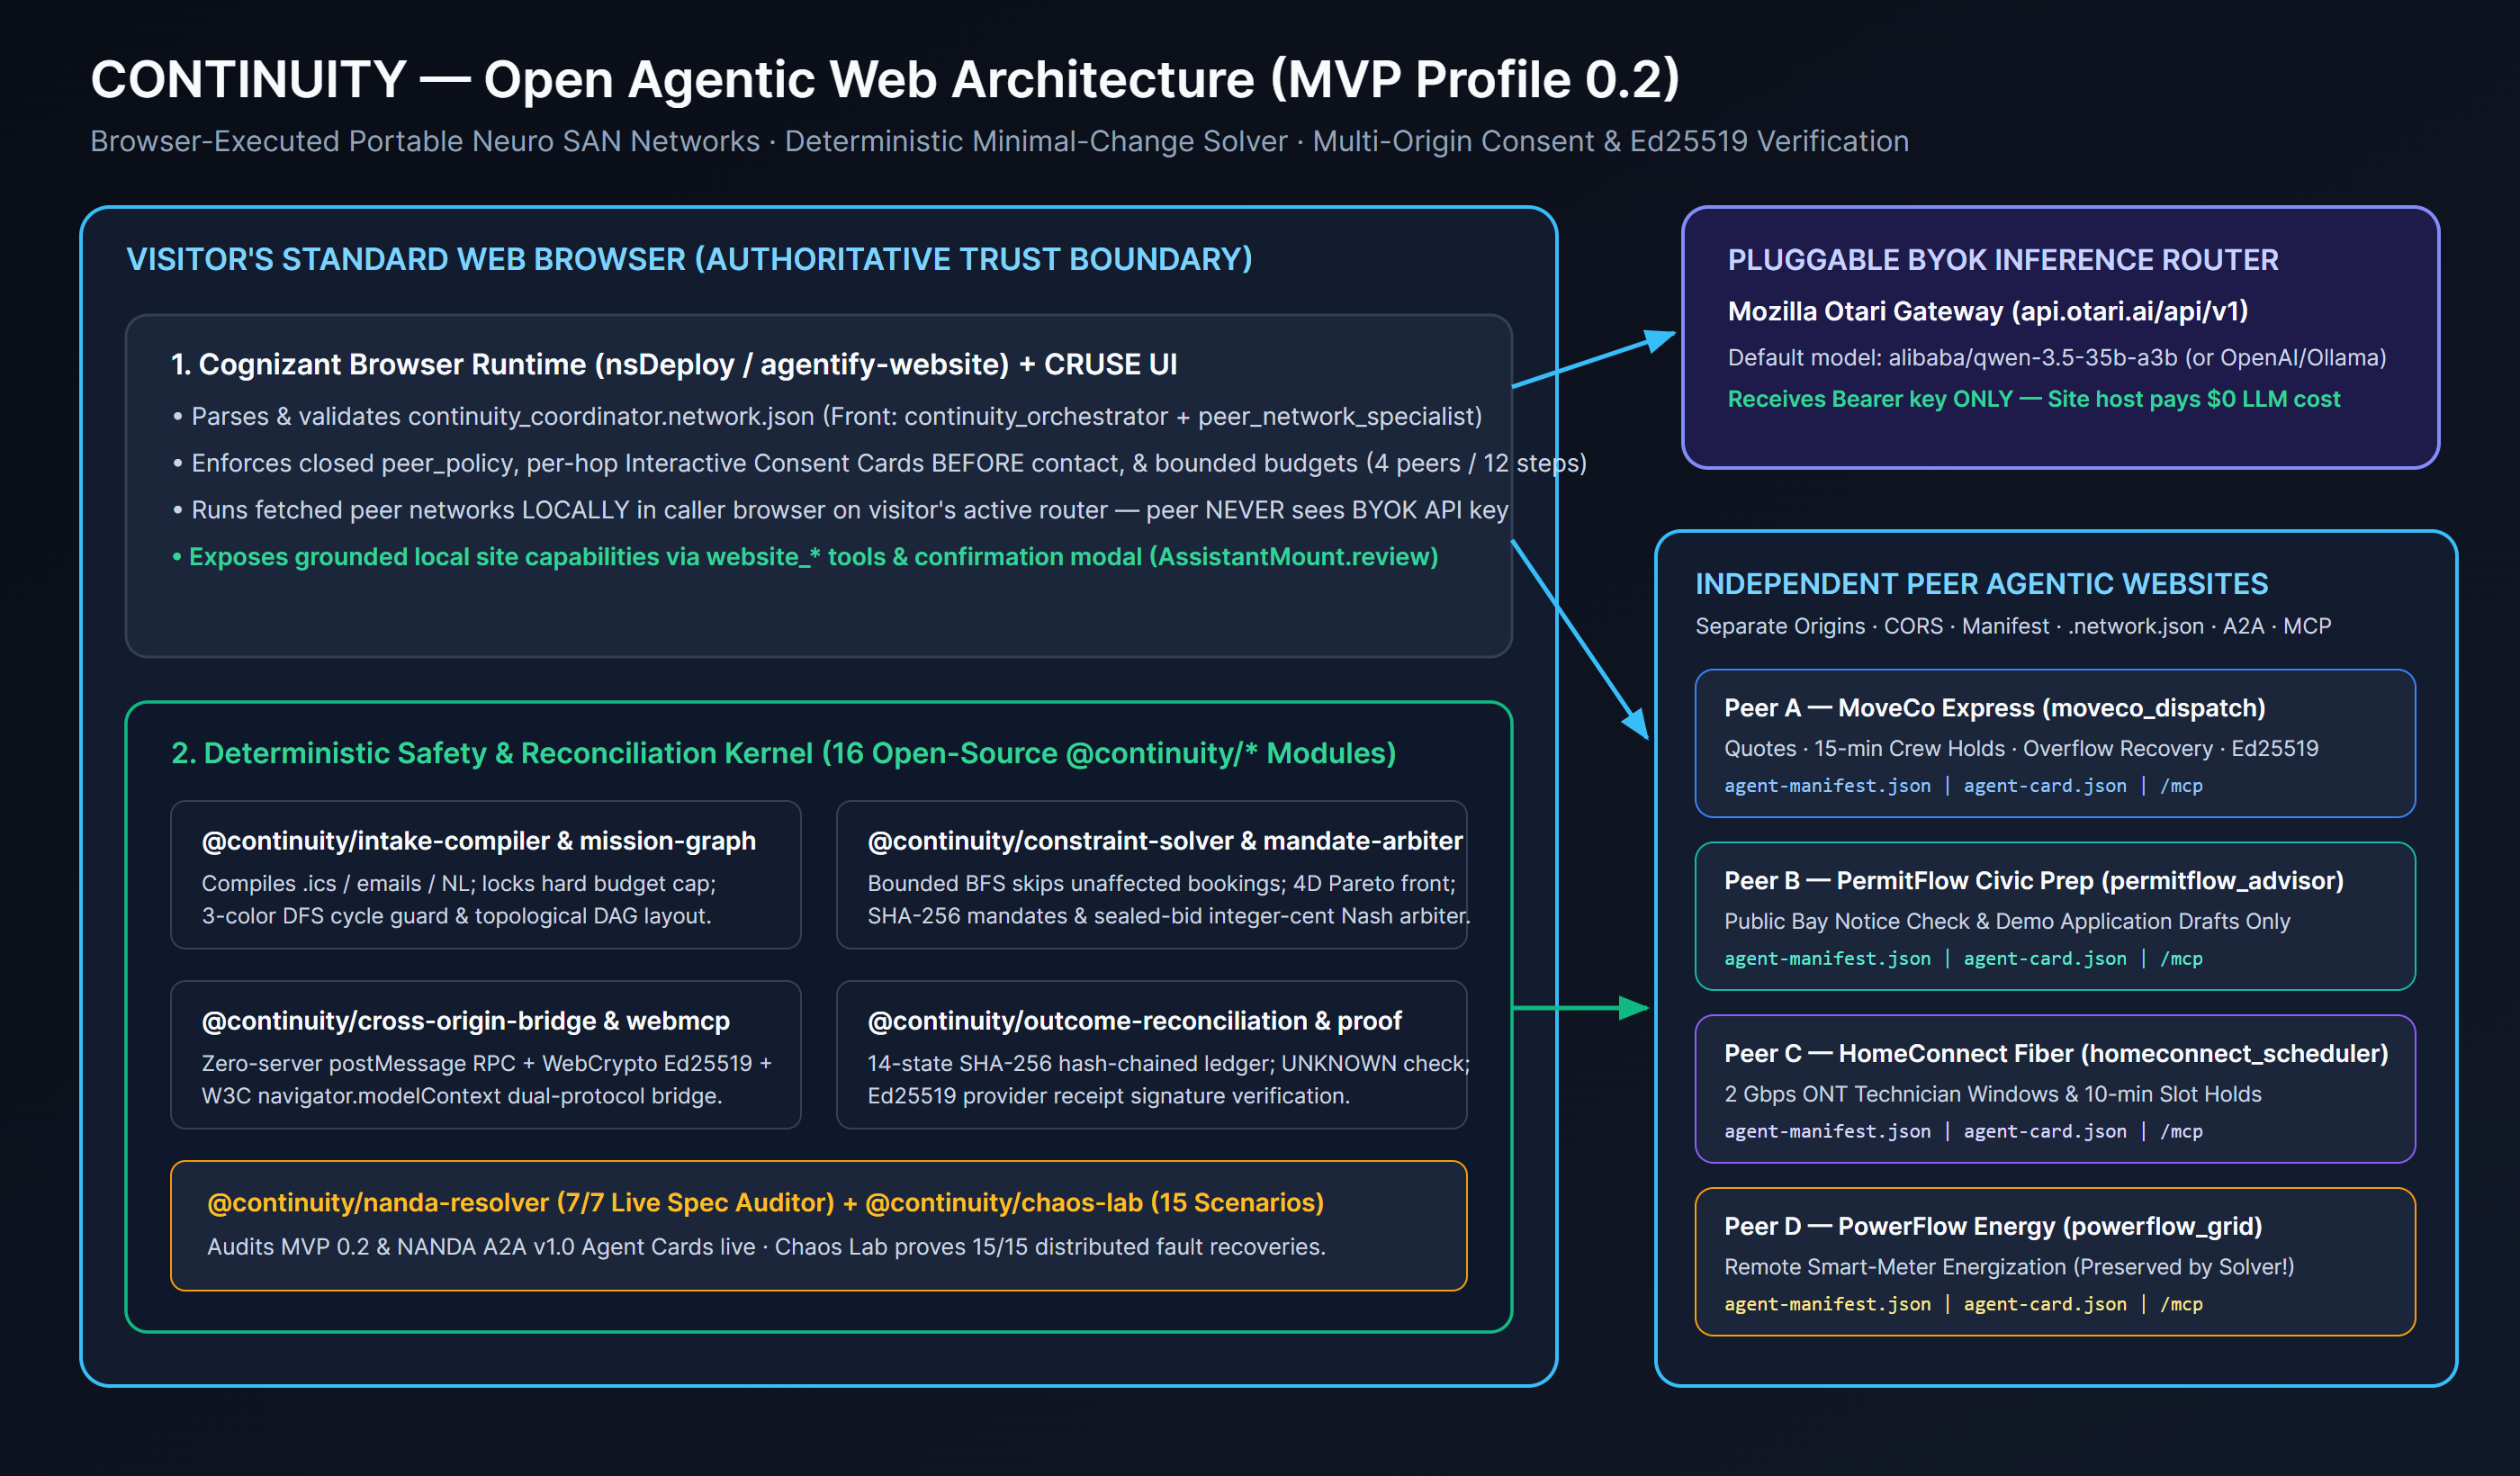 CONTINUITY — Open Agentic Web Architecture (MVP Profile 0.2)
Browser-Executed Portable Neuro SAN Networks · Deterministic Minimal-Change Solver · Multi-Origin Consent & Ed25519 Verification
VISITOR'S STANDARD WEB BROWSER (AUTHORITATIVE TRUST BOUNDARY)
1. Cognizant Browser Runtime (nsDeploy / agentify-website) + CRUSE UI
• Parses & validates continuity_coordinator.network.json (Front: continuity_orchestrator + peer_network_specialist)
• Enforces closed peer_policy, per-hop Interactive Consent Cards BEFORE contact, & bounded budgets (4 peers / 12 steps)
• Runs fetched peer networks LOCALLY in caller browser on visitor's active router — peer NEVER sees BYOK API key
• Exposes grounded local site capabilities via website_* tools & confirmation modal (AssistantMount.review)
2. Deterministic Safety & Reconciliation Kernel (16 Open-Source @continuity/* Modules)
@continuity/intake-compiler & mission-graph
Compiles .ics / emails / NL; locks hard budget cap;
3-color DFS cycle guard & topological DAG layout.
@continuity/constraint-solver & mandate-arbiter
Bounded BFS skips unaffected bookings; 4D Pareto front;
SHA-256 mandates & sealed-bid integer-cent Nash arbiter.
@continuity/cross-origin-bridge & webmcp
Zero-server postMessage RPC + WebCrypto Ed25519 +
W3C navigator.modelContext dual-protocol bridge.
@continuity/outcome-reconciliation & proof
14-state SHA-256 hash-chained ledger; UNKNOWN check;
Ed25519 provider receipt signature verification.
@continuity/nanda-resolver (7/7 Live Spec Auditor) + @continuity/chaos-lab (15 Scenarios)
Audits MVP 0.2 & NANDA A2A v1.0 Agent Cards live · Chaos Lab proves 15/15 distributed fault recoveries.
PLUGGABLE BYOK INFERENCE ROUTER
Mozilla Otari Gateway (api.otari.ai/api/v1)
Default model: alibaba/qwen-3.5-35b-a3b (or OpenAI/Ollama)
Receives Bearer key ONLY — Site host pays $0 LLM cost
INDEPENDENT PEER AGENTIC WEBSITES
Separate Origins · CORS · Manifest · .network.json · A2A · MCP
Peer A — MoveCo Express (moveco_dispatch)
Quotes · 15-min Crew Holds · Overflow Recovery · Ed25519
agent-manifest.json | agent-card.json | /mcp
Peer B — PermitFlow Civic Prep (permitflow_advisor)
Public Bay Notice Check & Demo Application Drafts Only
agent-manifest.json | agent-card.json | /mcp
Peer C — HomeConnect Fiber (homeconnect_scheduler)
2 Gbps ONT Technician Windows & 10-min Slot Holds
agent-manifest.json | agent-card.json | /mcp
Peer D — PowerFlow Energy (powerflow_grid)
Remote Smart-Meter Energization (Preserved by Solver!)
agent-manifest.json | agent-card.json | /mcp